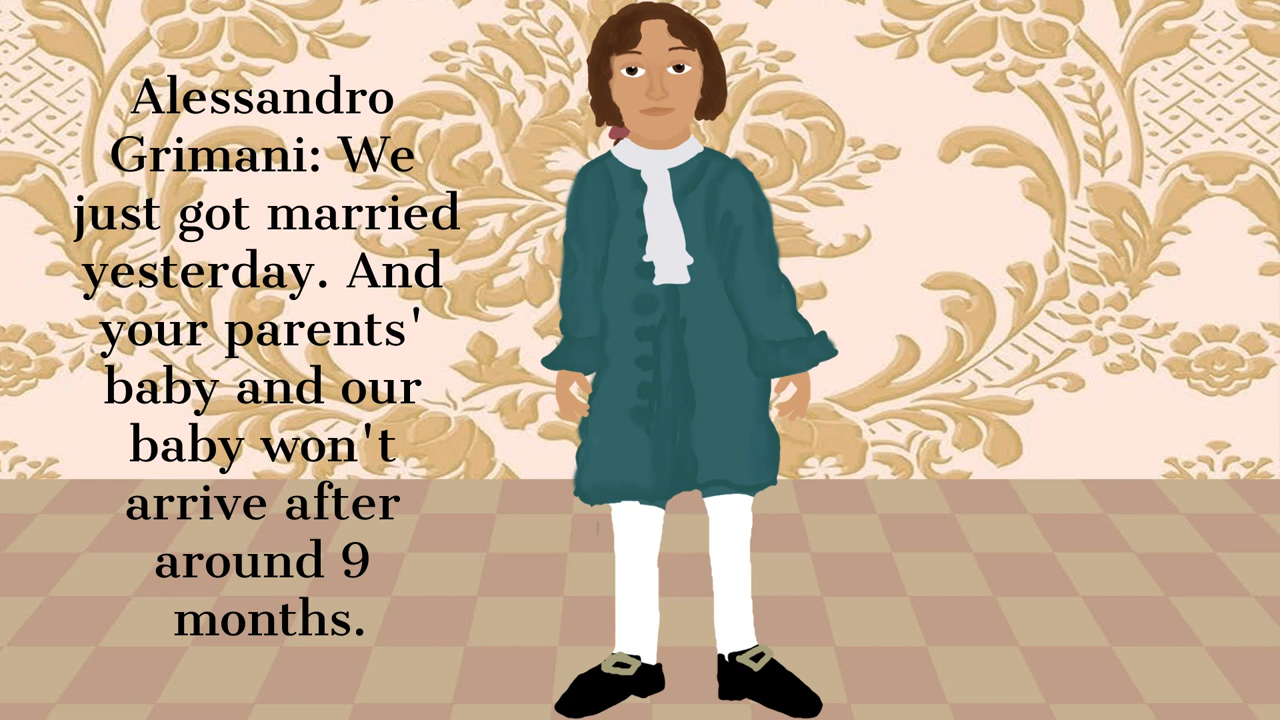 Alessandro
Grimani: We
just got married
yesterday. And
your parents'
baby and our
baby won't
arrive after
around 9
months.